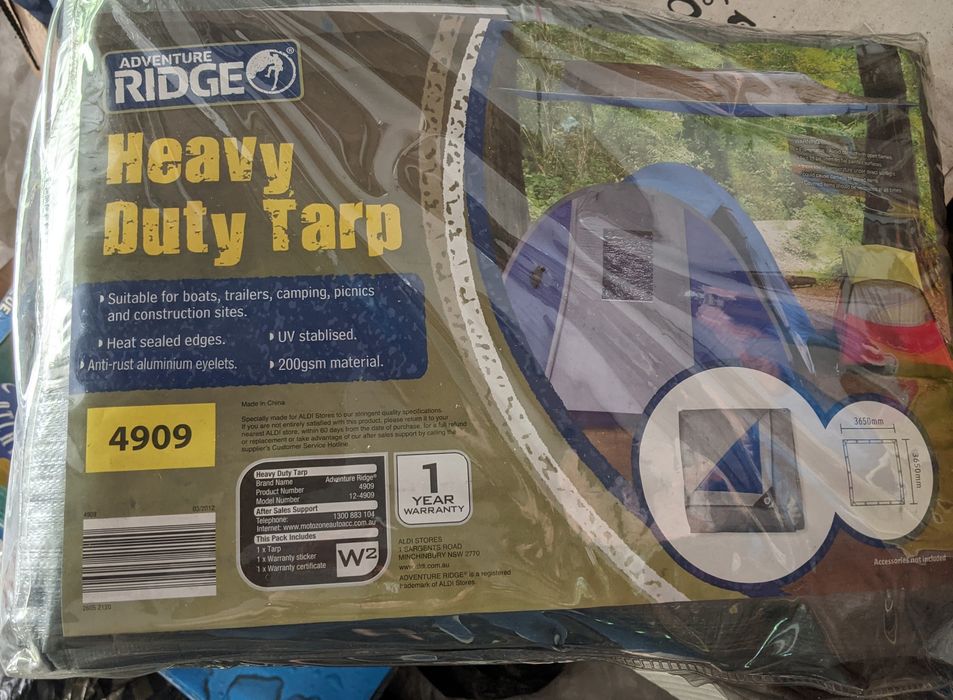 ADVENTURE
RIDGE®
Heavy
Duty Tarp
Suitable for boats, trailers, camping, picnics
and construction sites.
Heat sealed edges.
UV stablised.
Anti-rust aluminium eyelets.
200gsm material.
4909
Made in China
Specially made for ALDI Stores to our stringent quality specifications.
If you are not entirely satisfied with this product, please return it to your
nearest ALDI store, within 60 days from the date of purchase, for a full refund
or replacement or take advantage of our after sales support by calling the
supplier's Customer Service Hotline.
Heavy Duty Tarp
Brand Name Adventure Ridge®
Product Number 4909
Model Number 12-4909
After Sales Support
Telephone: 1300 883 104
Internet: www.motozoneautoacc.com.au
This Pack Includes
1 x Tarp
1 x Warranty sticker
1 x Warranty certificate
W2
1
YEAR
WARRANTY
ALDI STORES
1 SARGENTS ROAD
MINCHINBURY NSW 2770
ADVENTURE RIDGE® is a registered
trademark of ALDI Stores.
4909 03/2012
2605 2120
3650mm
3650mm
Accessories not included